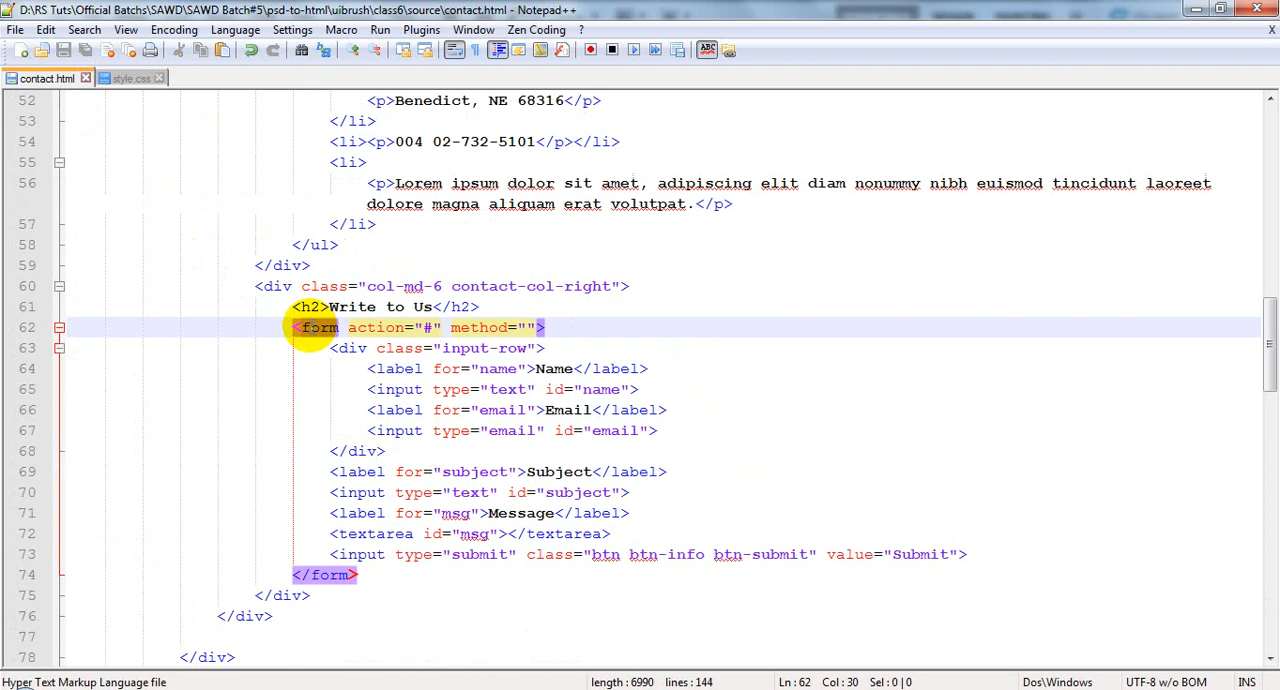 D:\RS Tuts\Official Batchs\SAWD\SAWD Batch#5\psd-to-html\uibrush\class6\source\contact.html - Notepad++
File Edit Search View Encoding Language Settings Macro Run Plugins Window Zen Coding ? X
ABC
contact.html style.css
52 <p>Benedict, NE 68316</p>
53 </li>
54 <li><p>004 02-732-5101</p></li>
55 <li>
56 <p>Lorem ipsum dolor sit amet, adipiscing elit diam nonummy nibh euismod tincidunt laoreet
dolore magna aliquam erat volutpat.</p>
57 </li>
58 </ul>
59 </div>
60 <div class="col-md-6 contact-col-right">
61 <h2>Write to Us</h2>
62 <form action="#" method="">
63 <div class="input-row">
64 <label for="name">Name</label>
65 <input type="text" id="name">
66 <label for="email">Email</label>
67 <input type="email" id="email">
68 </div>
69 <label for="subject">Subject</label>
70 <input type="text" id="subject">
71 <label for="msg">Message</label>
72 <textarea id="msg"></textarea>
73 <input type="submit" class="btn btn-info btn-submit" value="Submit">
74 </form>
75 </div>
76 </div>
77
78 </div>
Hyper Text Markup Language file length : 6990 lines : 144 Ln : 62 Col : 30 Sel : 0 | 0 Dos\Windows UTF-8 w/o BOM INS